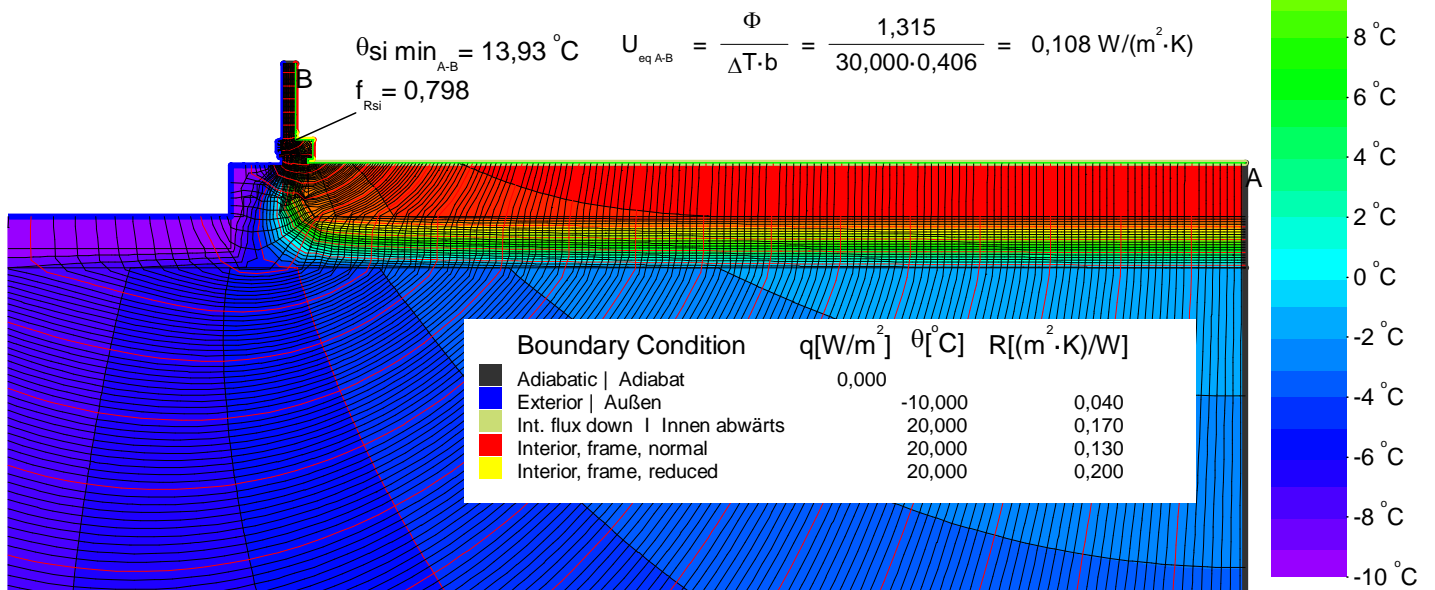 θsi min A-B = 13,93 °C
f Rsi = 0,798
U eq A-B = Φ / ΔT·b = 1,315 / 30,000·0,406 = 0,108 W/(m²·K)
B
A
Boundary Condition q[W/m²] θ[°C] R[(m²·K)/W]
Adiabatic | Adiabat 0,000
Exterior | Außen -10,000 0,040
Int. flux down I Innen abwärts 20,000 0,170
Interior, frame, normal 20,000 0,130
Interior, frame, reduced 20,000 0,200
8 °C
6 °C
4 °C
2 °C
0 °C
-2 °C
-4 °C
-6 °C
-8 °C
-10 °C